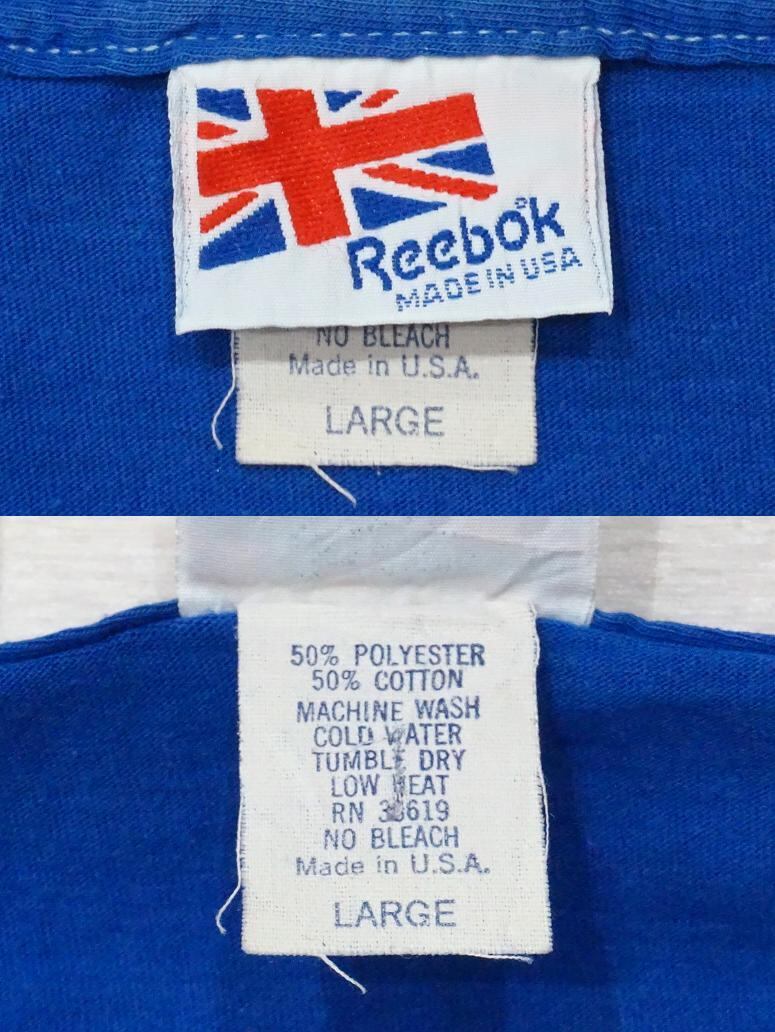 Reebok®
MADE IN USA
NO BLEACH
Made in U.S.A.
LARGE
50% POLYESTER
50% COTTON
MACHINE WASH
COLD WATER
TUMBLE DRY
LOW HEAT
RN
NO BLEACH
Made in U.S.A.
LARGE